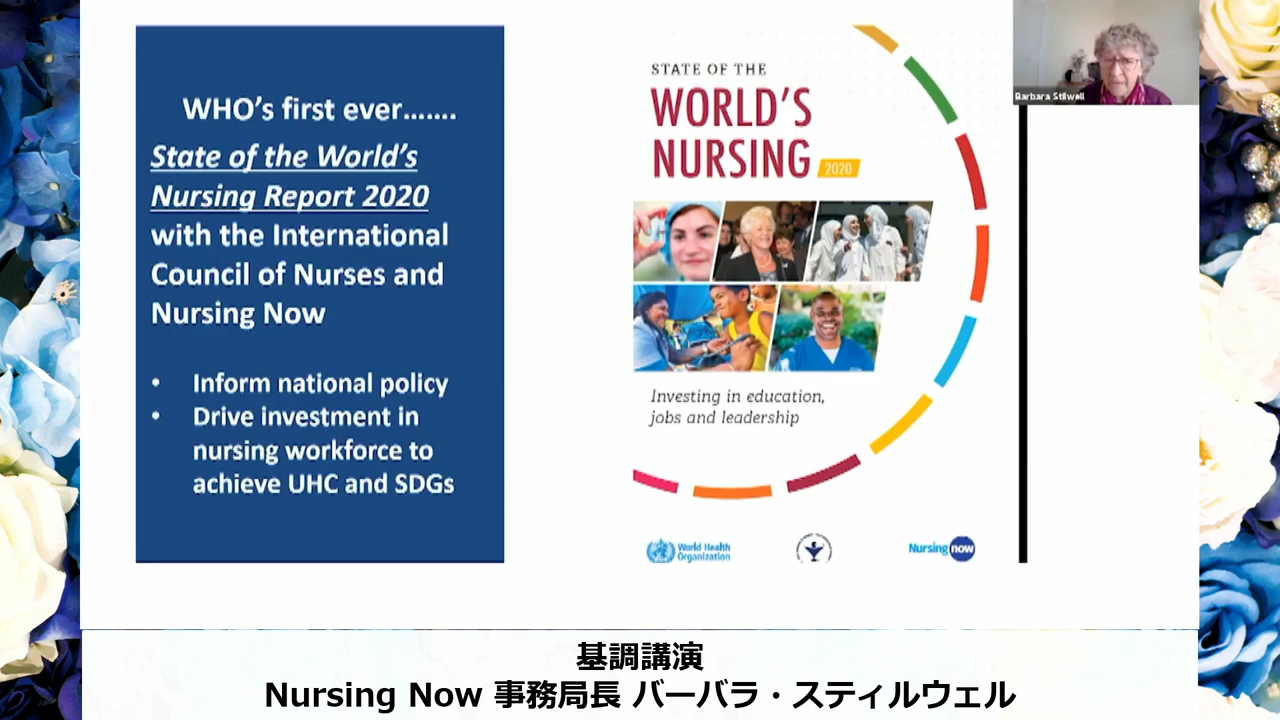 WHO's first ever.......
State of the World's
Nursing Report 2020
with the International
Council of Nurses and
Nursing Now
• Inform national policy
• Drive investment in
nursing workforce to
achieve UHC and SDGs
STATE OF THE
WORLD'S
NURSING 2020
Investing in education,
jobs and leadership
World Health
Organization
Nursing now
Barbara Stilwell
基調講演
Nursing Now 事務局長 バーバラ・スティルウェル